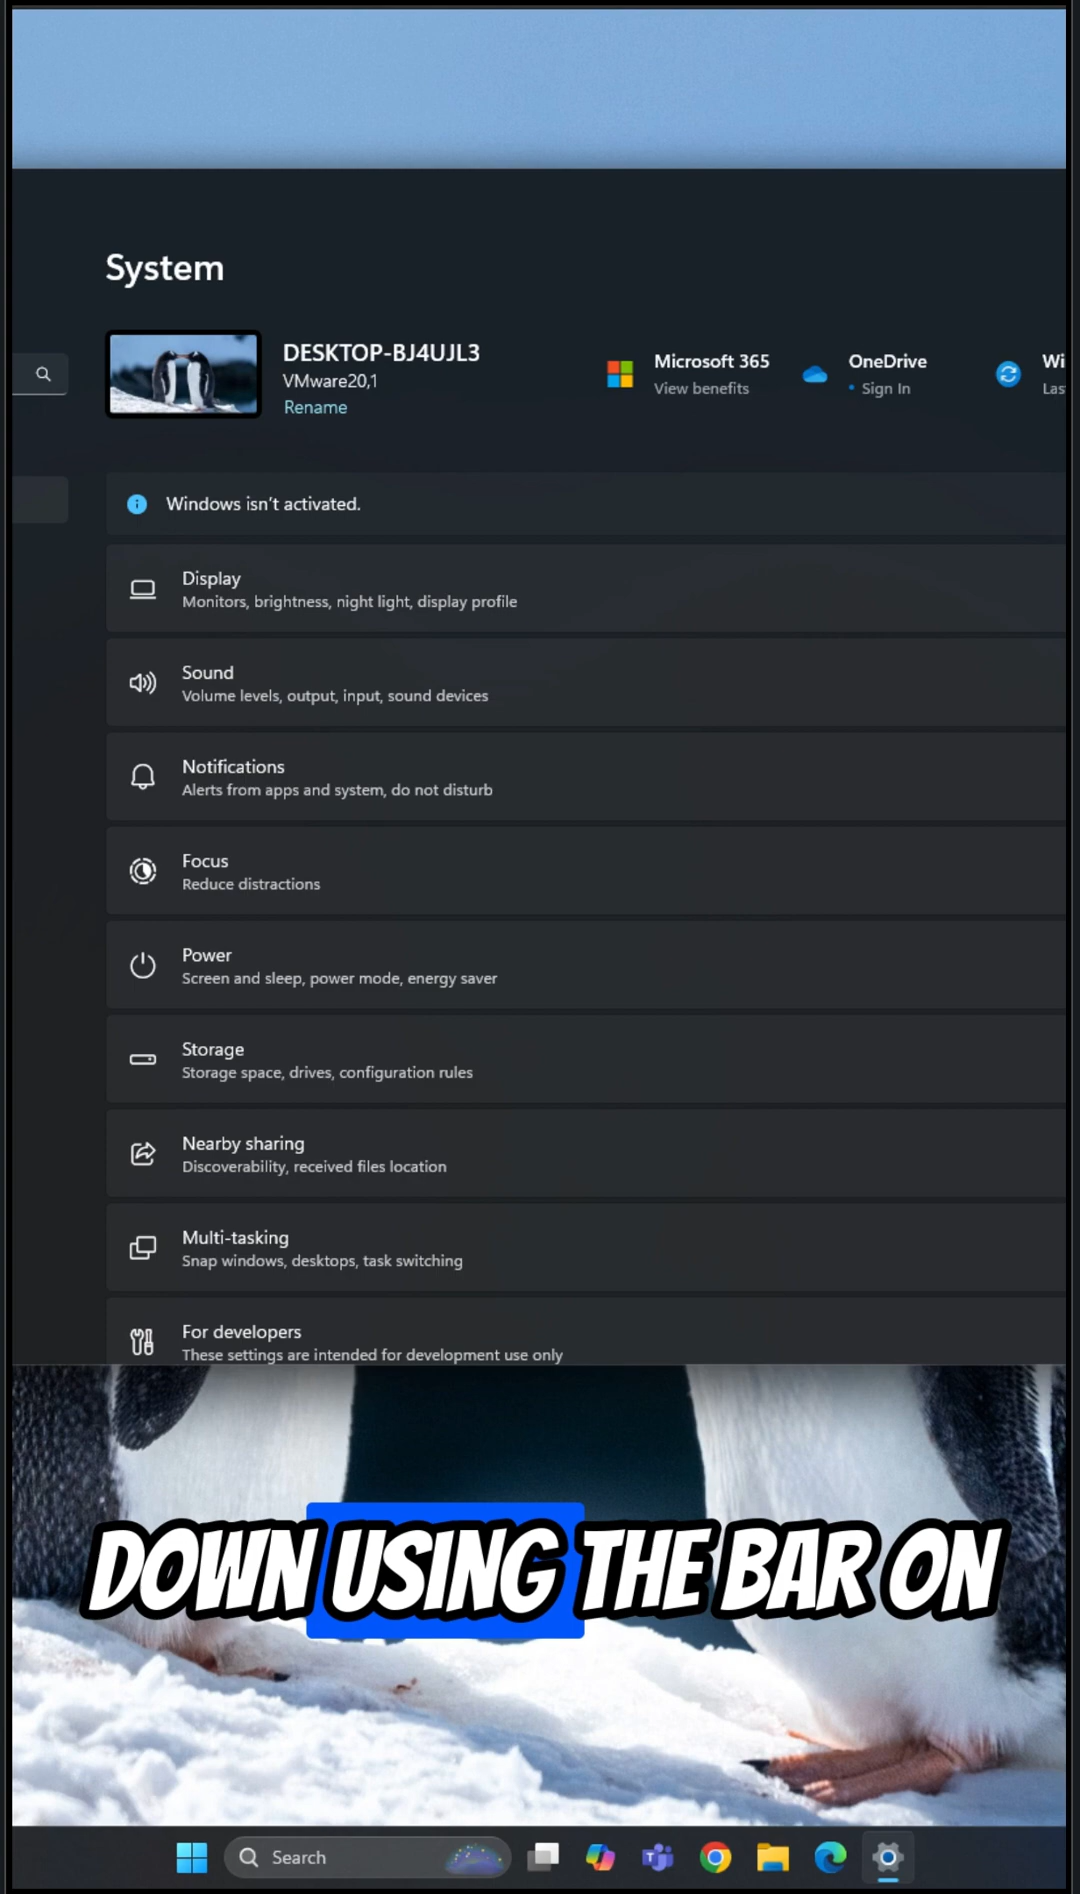 System
DESKTOP-BJ4UJL3
VMware20,1
Rename
Microsoft 365
View benefits
OneDrive
• Sign In
Wi
Las
Windows isn't activated.
Display
Monitors, brightness, night light, display profile
Sound
Volume levels, output, input, sound devices
Notifications
Alerts from apps and system, do not disturb
Focus
Reduce distractions
Power
Screen and sleep, power mode, energy saver
Storage
Storage space, drives, configuration rules
Nearby sharing
Discoverability, received files location
Multi-tasking
Snap windows, desktops, task switching
For developers
These settings are intended for development use only
DOWN USING THE BAR ON
Search